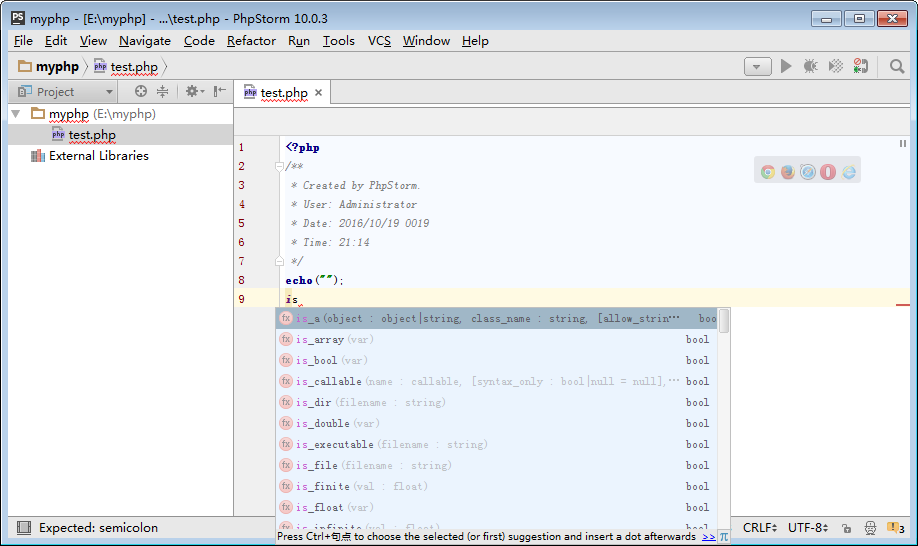 PS myphp - [E:\myphp] - ...\test.php - PhpStorm 10.0.3
File Edit View Navigate Code Refactor Run Tools VCS Window Help
myphp php test.php
Project php test.php
myphp (E:\myphp)
php test.php
External Libraries
1 <?php
2 /**
3 * Created by PhpStorm.
4 * User: Administrator
5 * Date: 2016/10/19 0019
6 * Time: 21:14
7 */
8 echo("");
9 is
fx is_a(object : object|string, class_name : string, [allow_strin… boo
fx is_array(var) bool
fx is_bool(var) bool
fx is_callable(name : callable, [syntax_only : bool|null = null],… bool
fx is_dir(filename : string) bool
fx is_double(var) bool
fx is_executable(filename : string) bool
fx is_file(filename : string) bool
fx is_finite(val : float) bool
fx is_float(var) bool
fx is_infinite(val : float) bool
Press Ctrl+句点 to choose the selected (or first) suggestion and insert a dot afterwards >> π
Expected: semicolon CRLF UTF-8 3